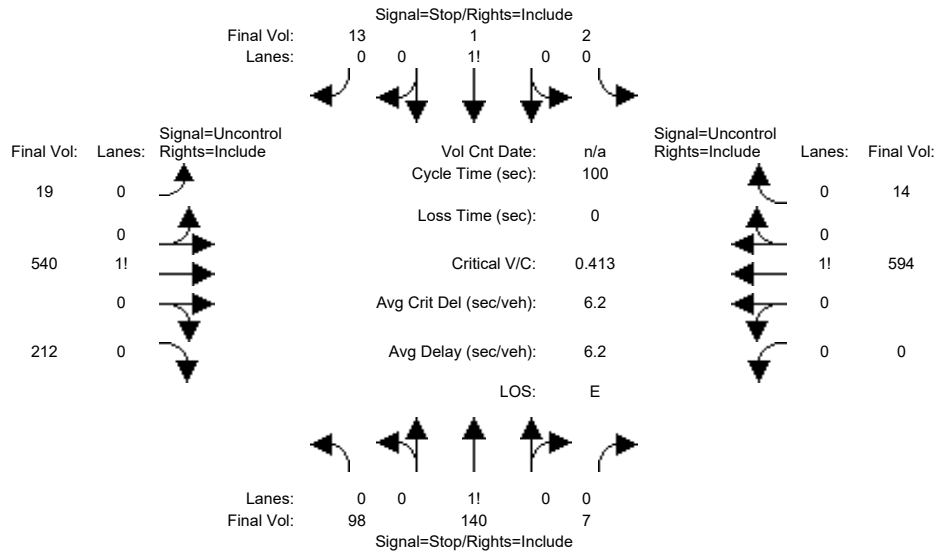 Signal=Stop/Rights=Include
Final Vol: 13 1 2
Lanes: 0 0 1! 0 0
Signal=Uncontrol Signal=Uncontrol
Final Vol: Lanes: Rights=Include Vol Cnt Date: n/a Rights=Include Lanes: Final Vol:
Cycle Time (sec): 100
19 0 0 14
Loss Time (sec): 0
0 0
540 1! Critical V/C: 0.413 1! 594
0 Avg Crit Del (sec/veh): 6.2 0
212 0 Avg Delay (sec/veh): 6.2 0 0
LOS: E
Lanes: 0 0 1! 0 0
Final Vol: 98 140 7
Signal=Stop/Rights=Include